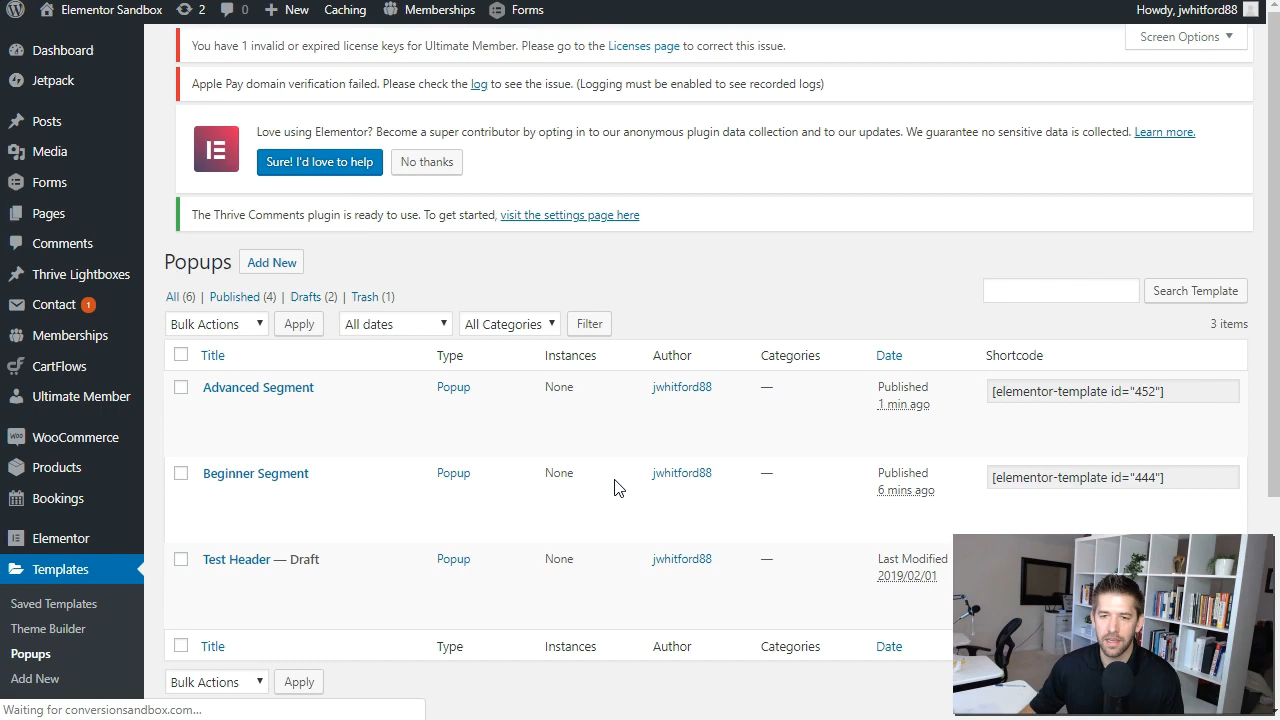 Elementor Sandbox
2
0
New
Caching
Memberships
Forms
Howdy, jwhitford88
Dashboard
Jetpack
Posts
Media
Forms
Pages
Comments
Thrive Lightboxes
Contact 1
Memberships
CartFlows
Ultimate Member
WooCommerce
Products
Bookings
Elementor
Templates
Saved Templates
Theme Builder
Popups
Add New
Screen Options
You have 1 invalid or expired license keys for Ultimate Member. Please go to the Licenses page to correct this issue.
Apple Pay domain verification failed. Please check the log to see the issue. (Logging must be enabled to see recorded logs)
Love using Elementor? Become a super contributor by opting in to our anonymous plugin data collection and to our updates. We guarantee no sensitive data is collected. Learn more.
Sure! I'd love to help
No thanks
The Thrive Comments plugin is ready to use. To get started, visit the settings page here
Popups
Add New
All (6) | Published (4) | Drafts (2) | Trash (1)
Search Template
Bulk Actions
Apply
All dates
All Categories
Filter
3 items
Title Type Instances Author Categories Date Shortcode
Advanced Segment Popup None jwhitford88 — Published [elementor-template id="452"]
1 min ago
Beginner Segment Popup None jwhitford88 — Published [elementor-template id="444"]
6 mins ago
Test Header — Draft Popup None jwhitford88 — Last Modified
2019/02/01
Title Type Instances Author Categories Date
Bulk Actions
Apply
Waiting for conversionsandbox.com...